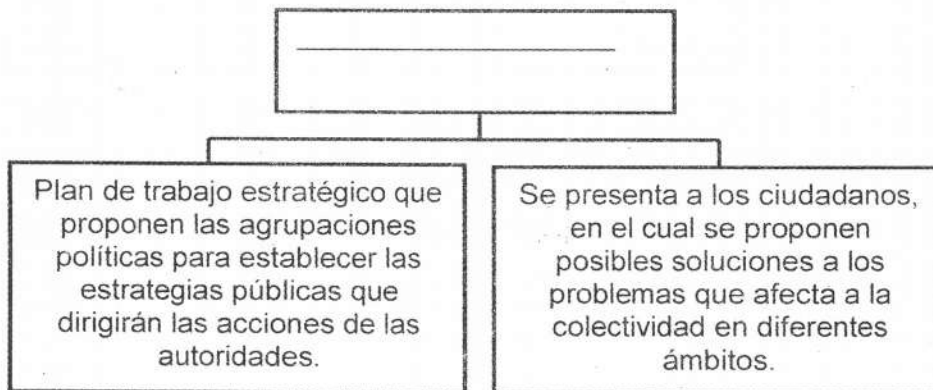 Plan de trabajo estratégico que
proponen las agrupaciones
políticas para establecer las
estrategias públicas que
dirigirán las acciones de las
autoridades.
Se presenta a los ciudadanos,
en el cual se proponen
posibles soluciones a los
problemas que afecta a la
colectividad en diferentes
ámbitos.